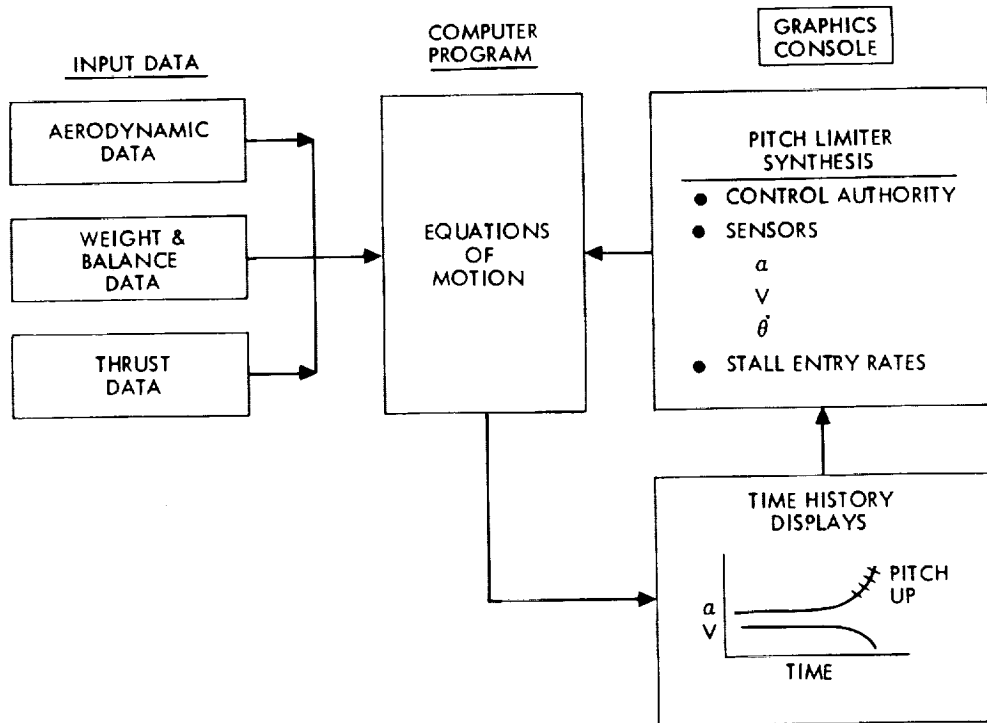 INPUT DATA
AERODYNAMIC
DATA
WEIGHT &
BALANCE
DATA
THRUST
DATA
COMPUTER
PROGRAM
EQUATIONS
OF
MOTION
GRAPHICS
CONSOLE
PITCH LIMITER
SYNTHESIS
● CONTROL AUTHORITY
● SENSORS
α
V
θ̇
● STALL ENTRY RATES
TIME HISTORY
DISPLAYS
PITCH
UP
α
V
TIME